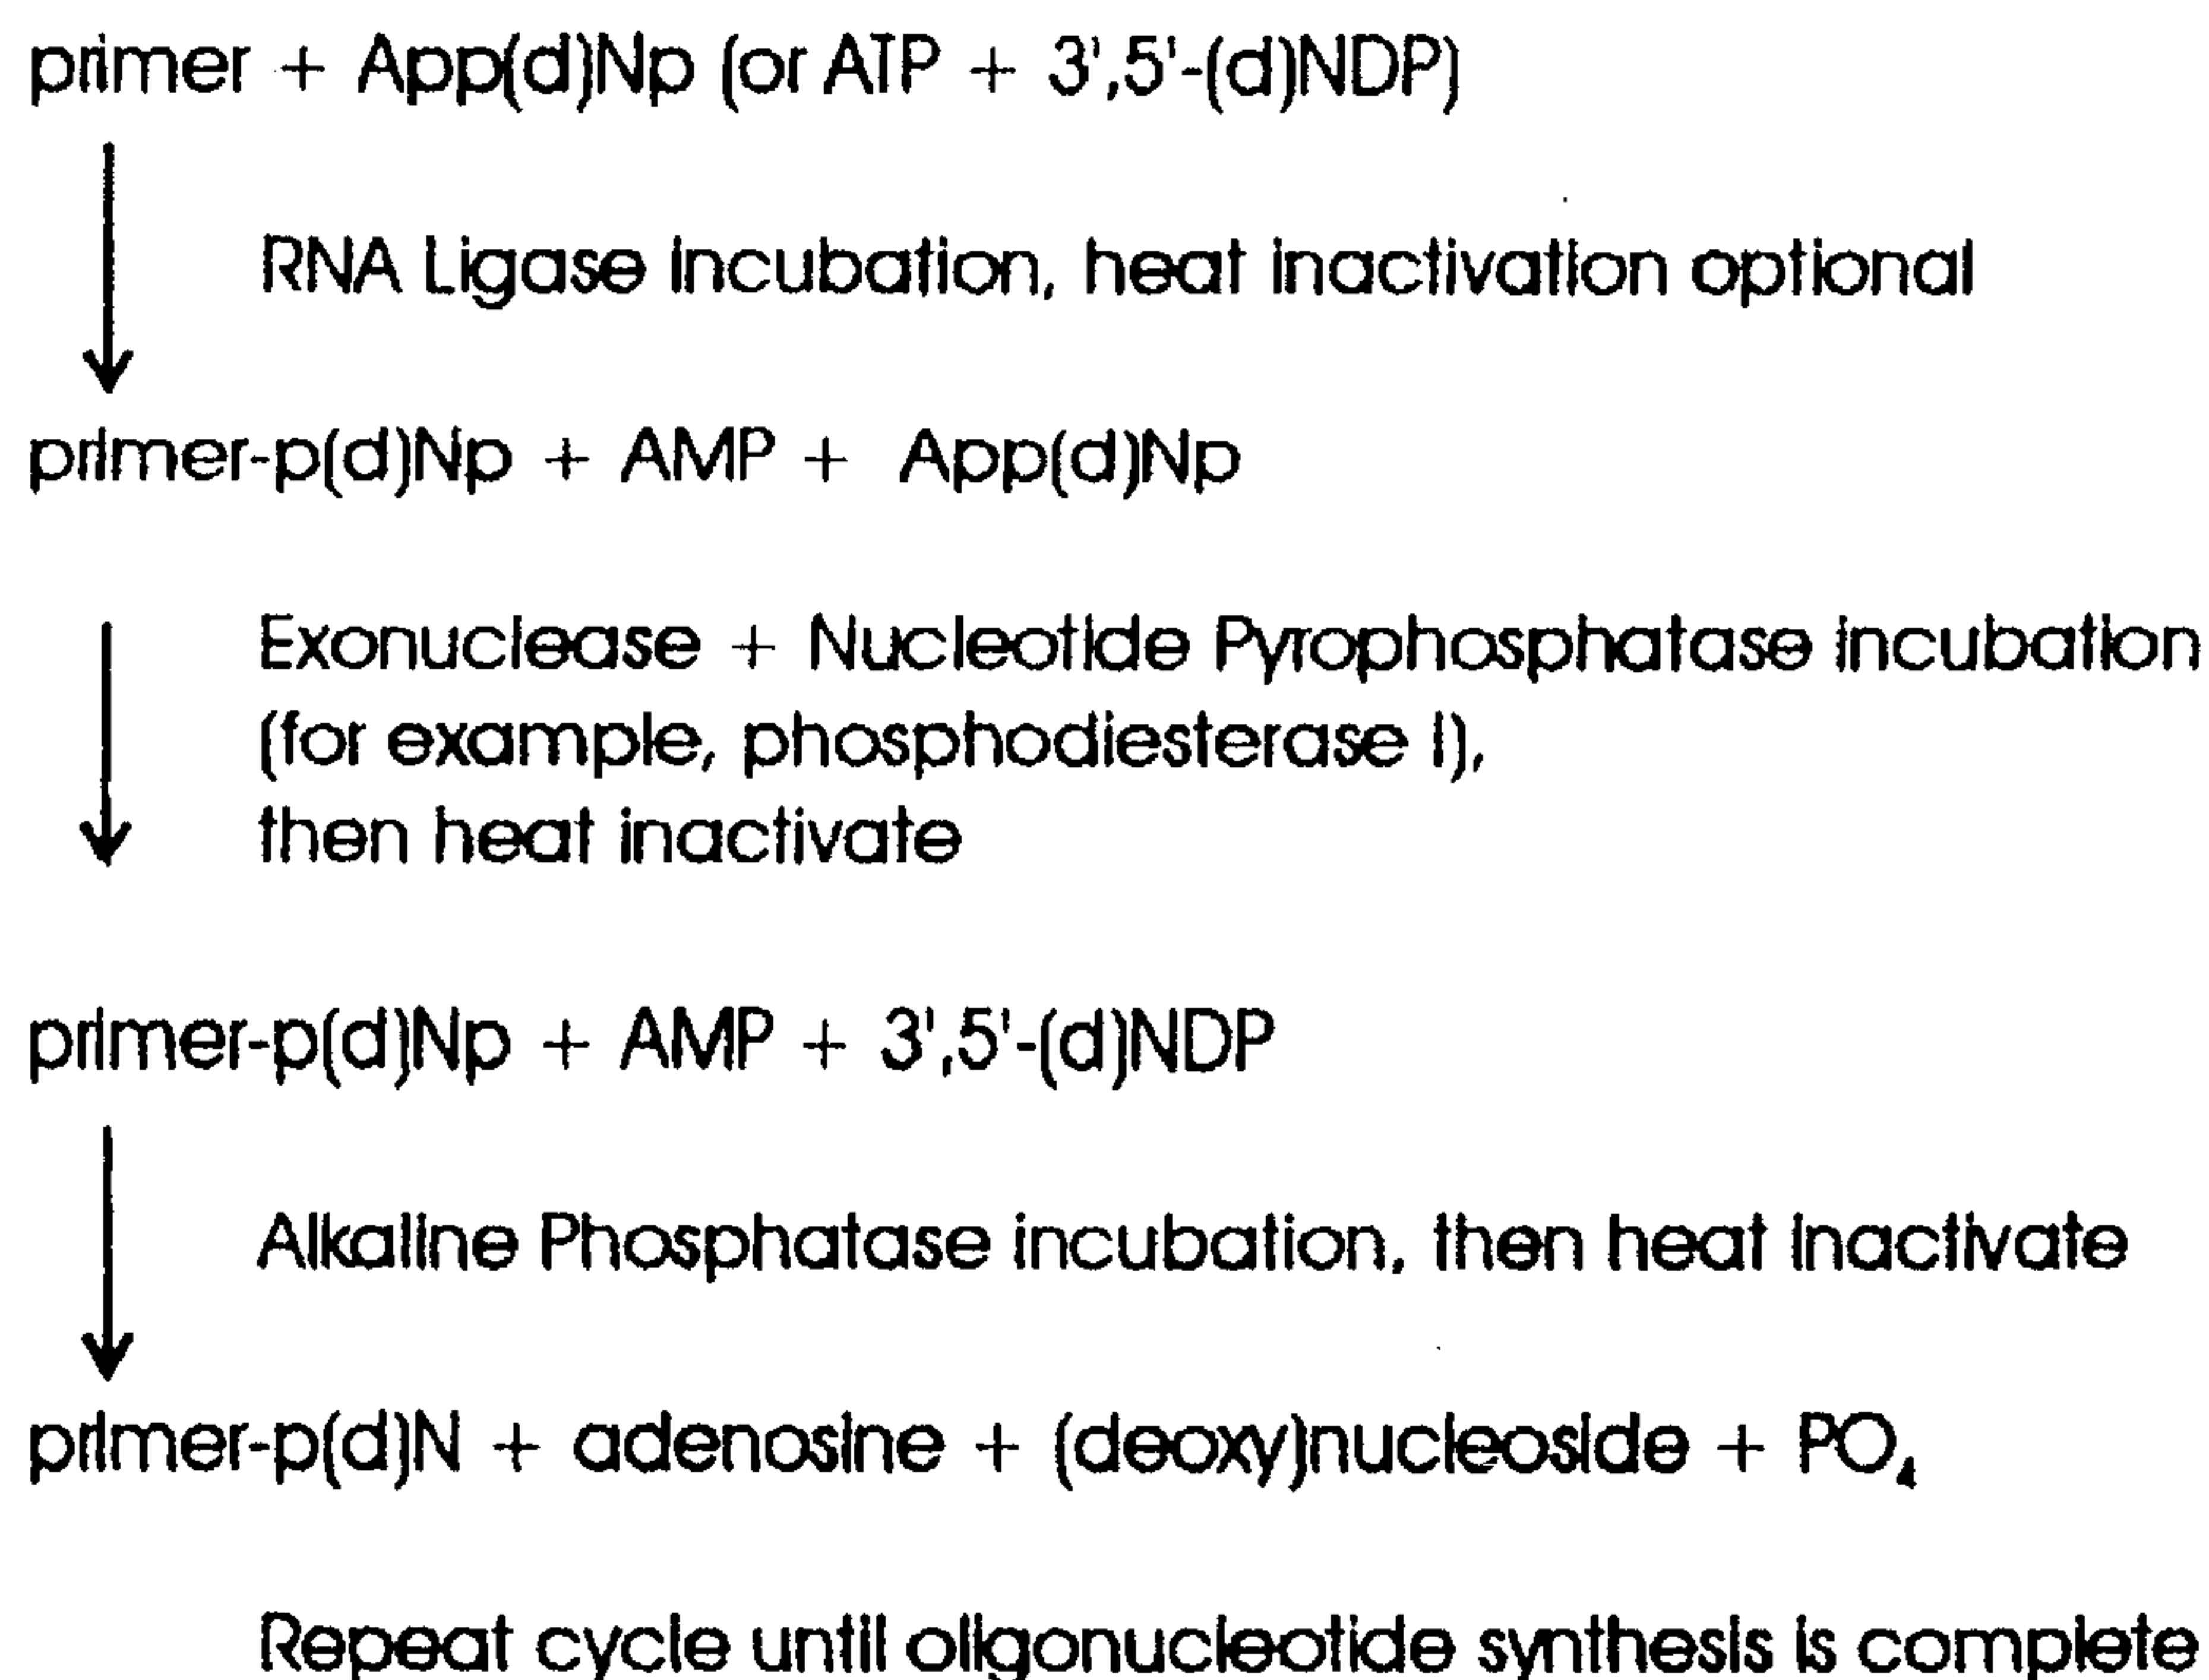 primer + App(d)Np (or ATP + 3',5'-(d)NDP)
RNA Ligase incubation, heat inactivation optional
primer-p(d)Np + AMP + App(d)Np
Exonuclease + Nucleotide Pyrophosphatase incubation
(for example, phosphodiesterase I),
then heat inactivate
primer-p(d)Np + AMP + 3',5'-(d)NDP
Alkaline Phosphatase incubation, then heat inactivate
primer-p(d)N + adenosine + (deoxy)nucleoside + PO₄
Repeat cycle until oligonucleotide synthesis is complete